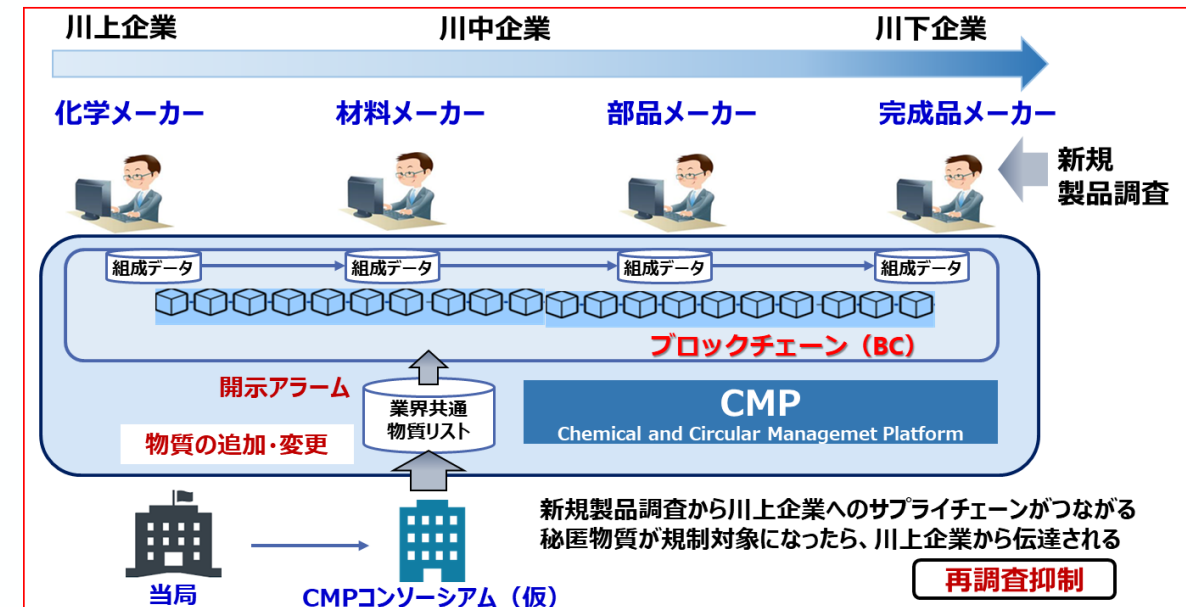 川上企業
川中企業
川下企業
化学メーカー
材料メーカー
部品メーカー
完成品メーカー
新規
製品調査
組成データ
組成データ
組成データ
組成データ
ブロックチェーン（BC）
開示アラーム
業界共通
物質リスト
物質の追加・変更
CMP
Chemical and Circular Managemet Platform
新規製品調査から川上企業へのサプライチェーンがつながる
秘匿物質が規制対象になったら、川上企業から伝達される
再調査抑制
当局
CMPコンソーシアム（仮）